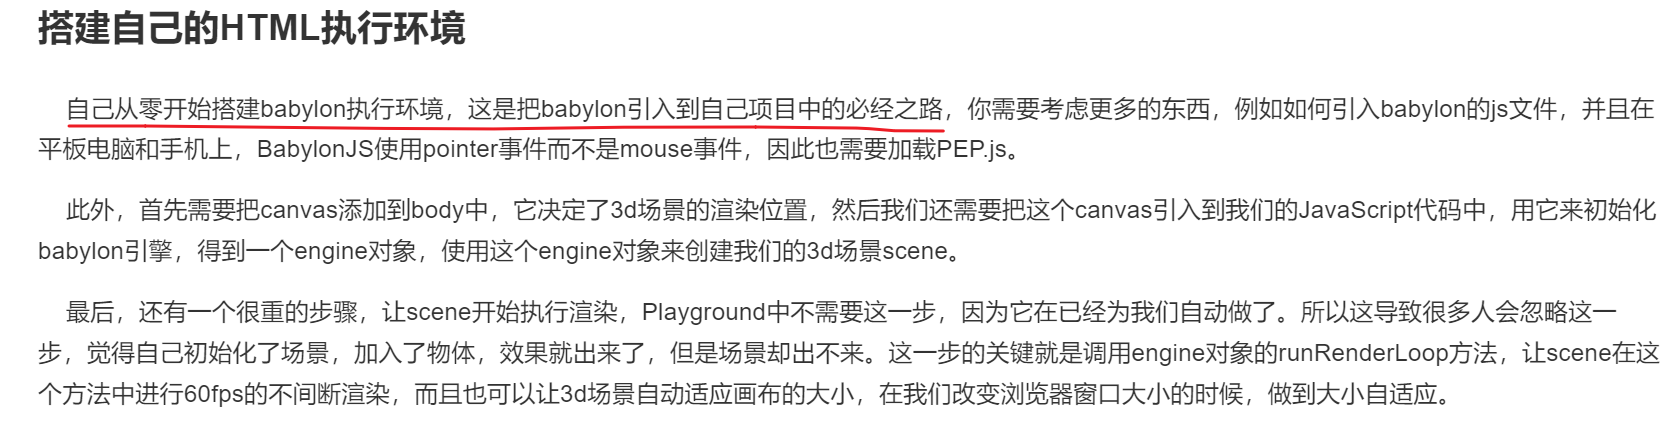 搭建自己的HTML执行环境
自己从零开始搭建babylon执行环境，这是把babylon引入到自己项目中的必经之路，你需要考虑更多的东西，例如如何引入babylon的js文件，并且在
平板电脑和手机上，BabylonJS使用pointer事件而不是mouse事件，因此也需要加载PEP.js。
此外，首先需要把canvas添加到body中，它决定了3d场景的渲染位置，然后我们还需要把这个canvas引入到我们的JavaScript代码中，用它来初始化
babylon引擎，得到一个engine对象，使用这个engine对象来创建我们的3d场景scene。
最后，还有一个很重的步骤，让scene开始执行渲染，Playground中不需要这一步，因为它在已经为我们自动做了。所以这导致很多人会忽略这一
步，觉得自己初始化了场景，加入了物体，效果就出来了，但是场景却出不来。这一步的关键就是调用engine对象的runRenderLoop方法，让scene在这
个方法中进行60fps的不间断渲染，而且也可以让3d场景自动适应画布的大小，在我们改变浏览器窗口大小的时候，做到大小自适应。